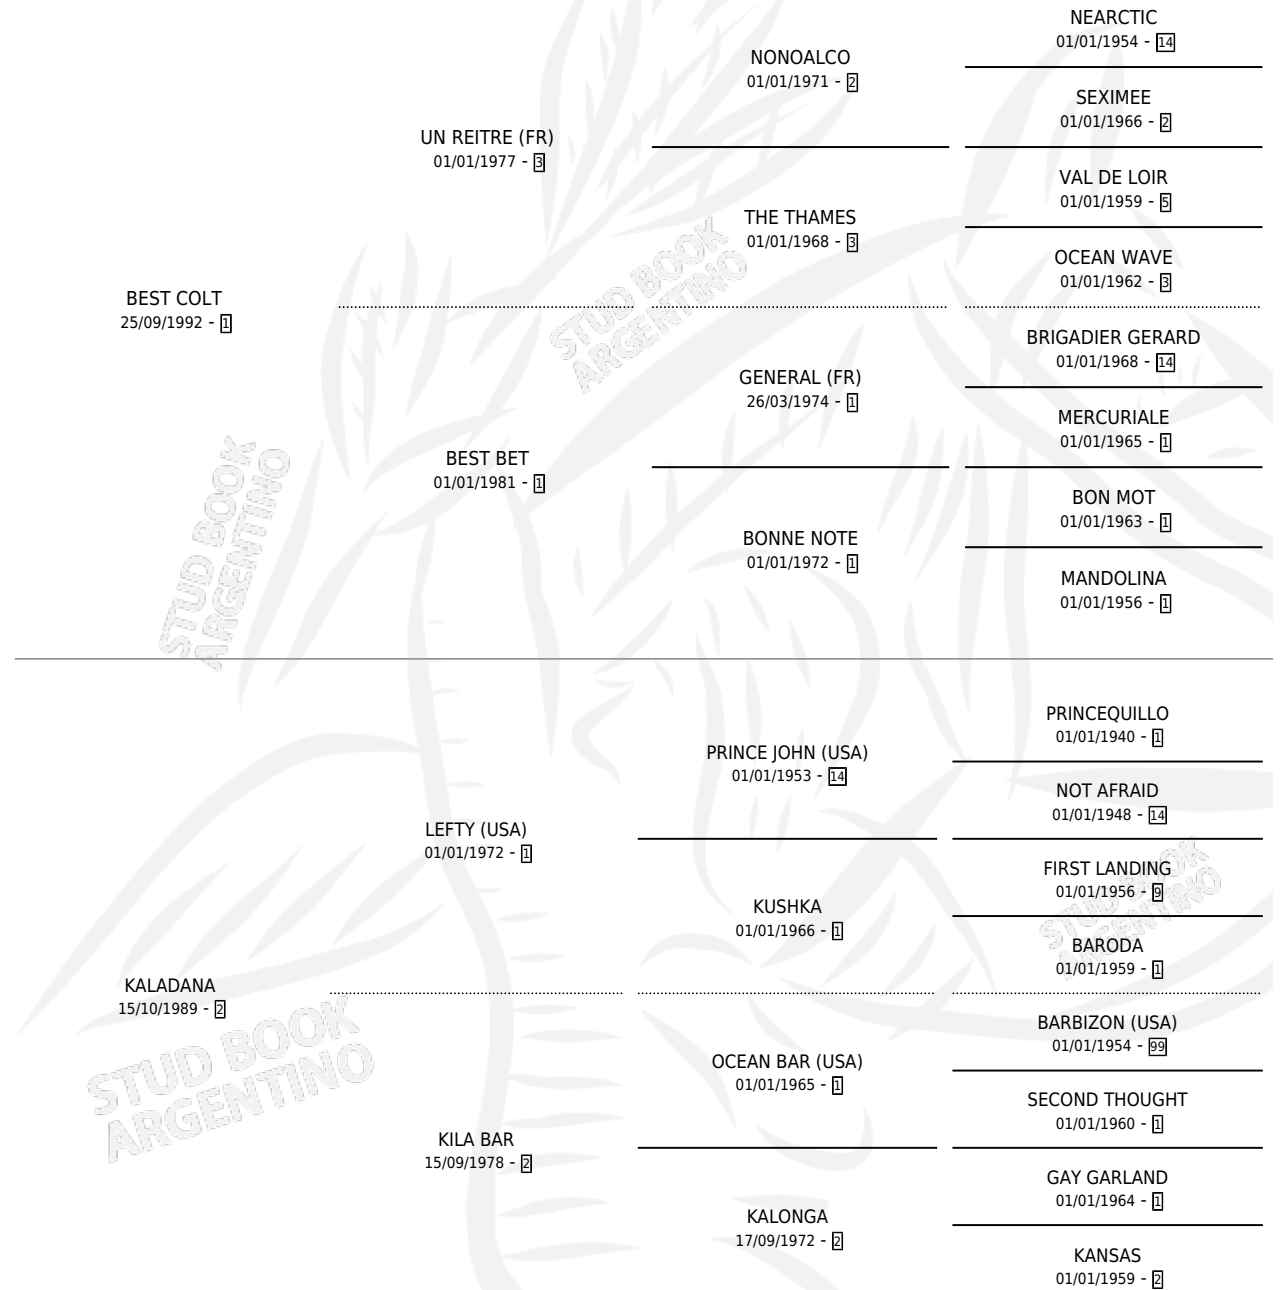 NEARCTIC
01/01/1954 - 14
NONOALCO
01/01/1971 - 2
SEXIMEE
01/01/1966 - 2
UN REITRE (FR)
01/01/1977 - 3
VAL DE LOIR
01/01/1959 - 5
THE THAMES
01/01/1968 - 3
OCEAN WAVE
01/01/1962 - 3
BEST COLT
25/09/1992 - 1
BRIGADIER GERARD
01/01/1968 - 14
GENERAL (FR)
26/03/1974 - 1
MERCURIALE
01/01/1965 - 1
BEST BET
01/01/1981 - 1
BON MOT
01/01/1963 - 1
BONNE NOTE
01/01/1972 - 1
MANDOLINA
01/01/1956 - 1
PRINCEQUILLO
01/01/1940 - 1
PRINCE JOHN (USA)
01/01/1953 - 14
NOT AFRAID
01/01/1948 - 14
LEFTY (USA)
01/01/1972 - 1
FIRST LANDING
01/01/1956 - 9
KUSHKA
01/01/1966 - 1
BARODA
01/01/1959 - 1
KALADANA
15/10/1989 - 2
BARBIZON (USA)
01/01/1954 - 99
OCEAN BAR (USA)
01/01/1965 - 1
SECOND THOUGHT
01/01/1960 - 1
KILA BAR
15/09/1978 - 2
GAY GARLAND
01/01/1964 - 1
KALONGA
17/09/1972 - 2
KANSAS
01/01/1959 - 2
STUD BOOK
ARGENTINO
STUD BOOK
ARGENTINO
STUD BOOK
ARGENTINO
STUD BOOK
ARGENTINO